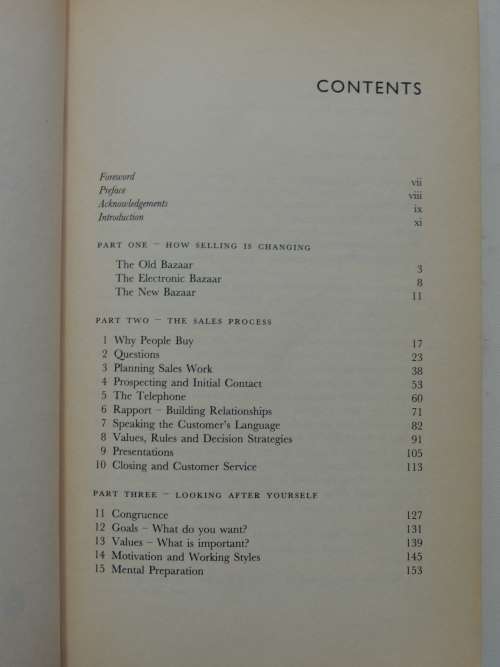 CONTENTS
Foreword vii
Preface viii
Acknowledgements ix
Introduction xi
PART ONE – HOW SELLING IS CHANGING
The Old Bazaar 3
The Electronic Bazaar 8
The New Bazaar 11
PART TWO – THE SALES PROCESS
1 Why People Buy 17
2 Questions 23
3 Planning Sales Work 38
4 Prospecting and Initial Contact 53
5 The Telephone 60
6 Rapport – Building Relationships 71
7 Speaking the Customer's Language 82
8 Values, Rules and Decision Strategies 91
9 Presentations 105
10 Closing and Customer Service 113
PART THREE – LOOKING AFTER YOURSELF
11 Congruence 127
12 Goals – What do you want? 131
13 Values – What is important? 139
14 Motivation and Working Styles 145
15 Mental Preparation 153